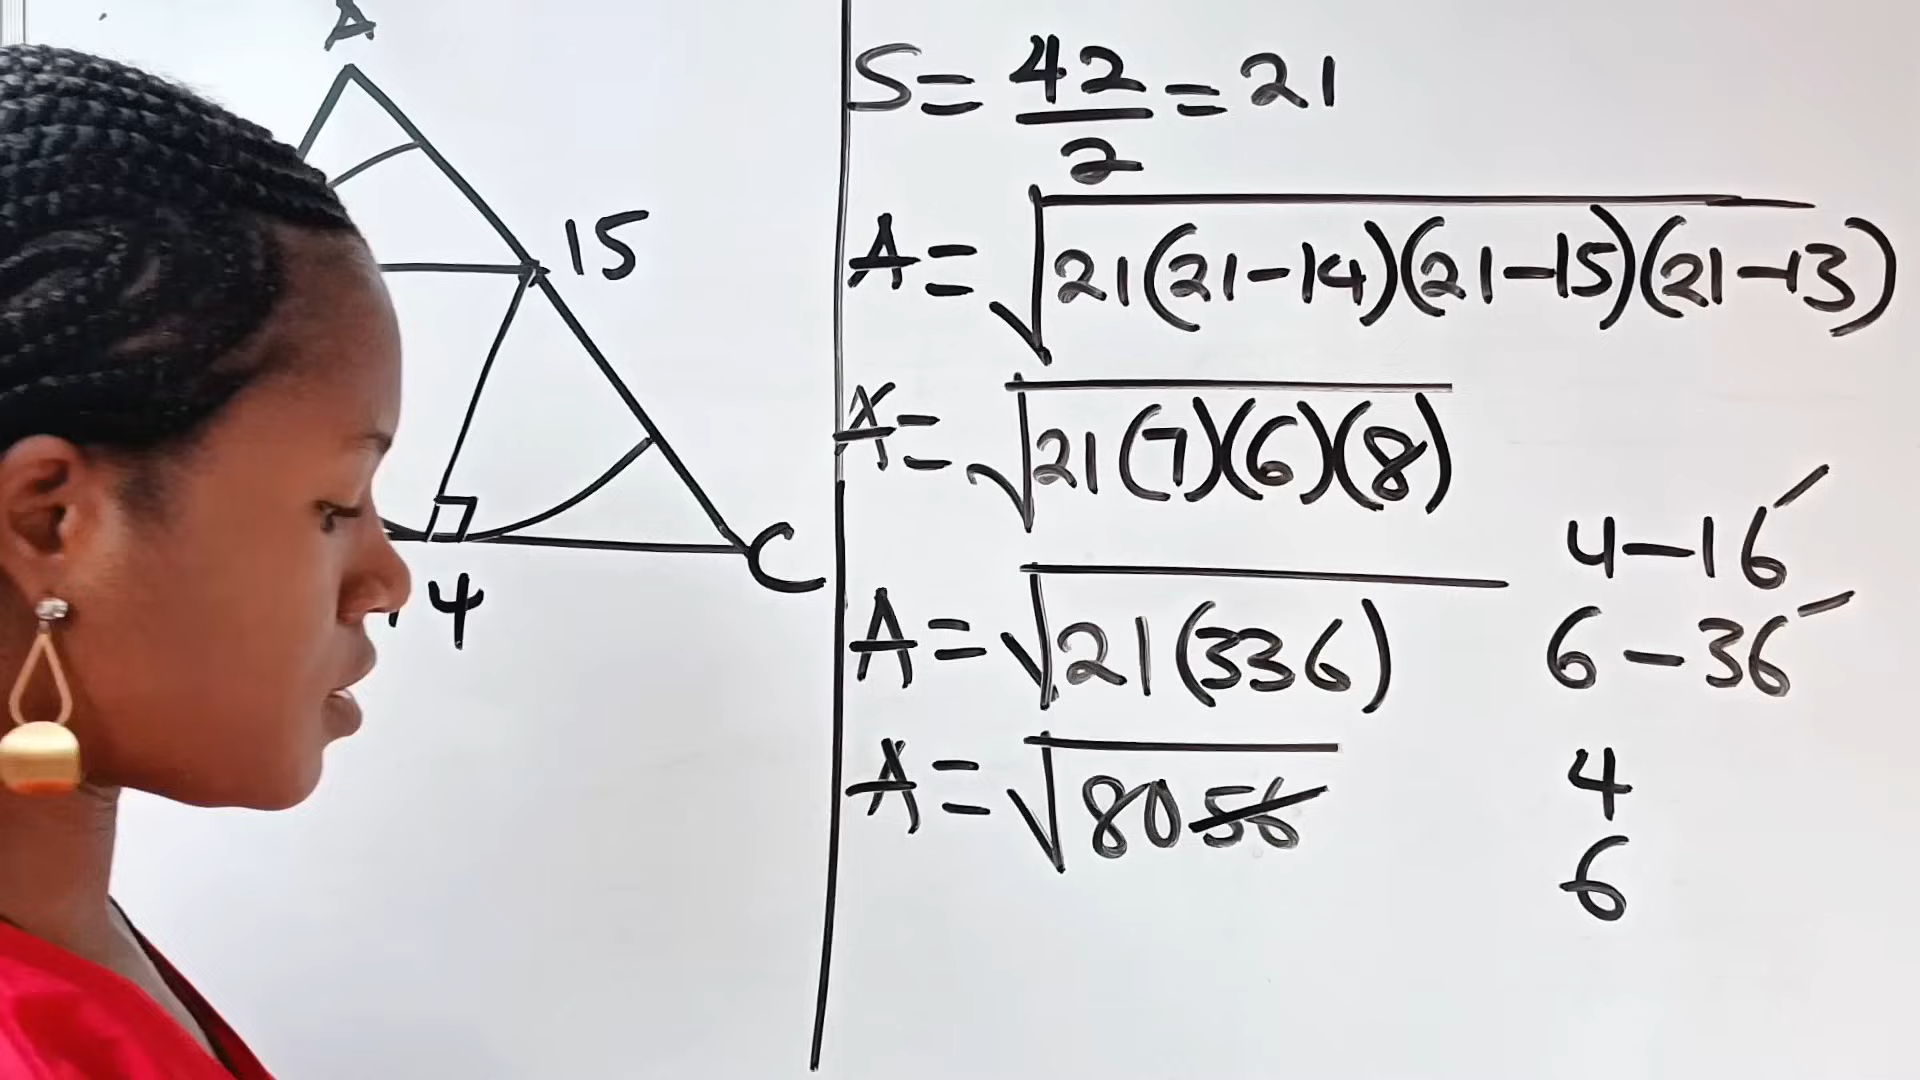 A
15
C
4
S = 42/2 = 21
A = √21(21-14)(21-15)(21-13)
A = √21(7)(6)(8)
A = √21(336)
A = √8056
4-16
6-36
4
6